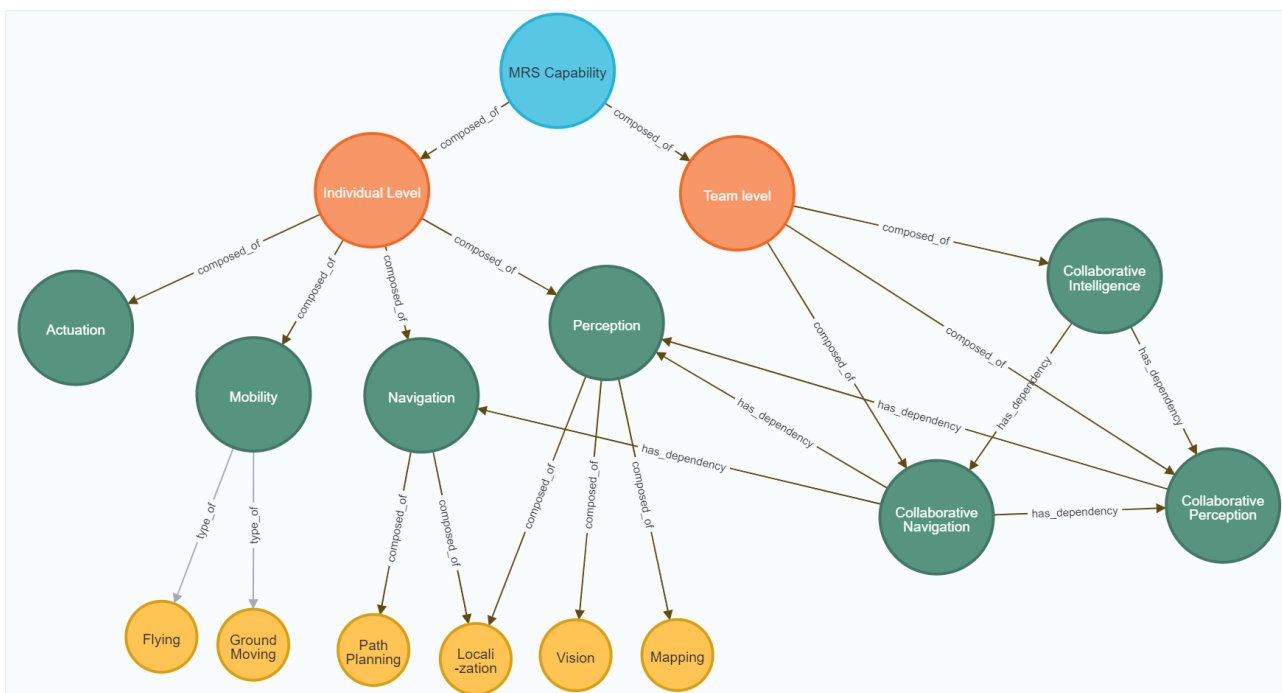 MRS Capability
composed_of
composed_of
Individual Level
Team level
composed_of
composed_of
composed_of
composed_of
composed_of
composed_of
composed_of
Collaborative
Intelligence
Actuation
Mobility
Navigation
Perception
has_dependency
has_dependency
has_dependency
has_dependency
has_dependency
has_dependency
Collaborative
Navigation
Collaborative
Perception
type_of
type_of
composed_of
composed_of
composed_of
composed_of
composed_of
Flying
Ground
Moving
Path
Planning
Locali
-zation
Vision
Mapping